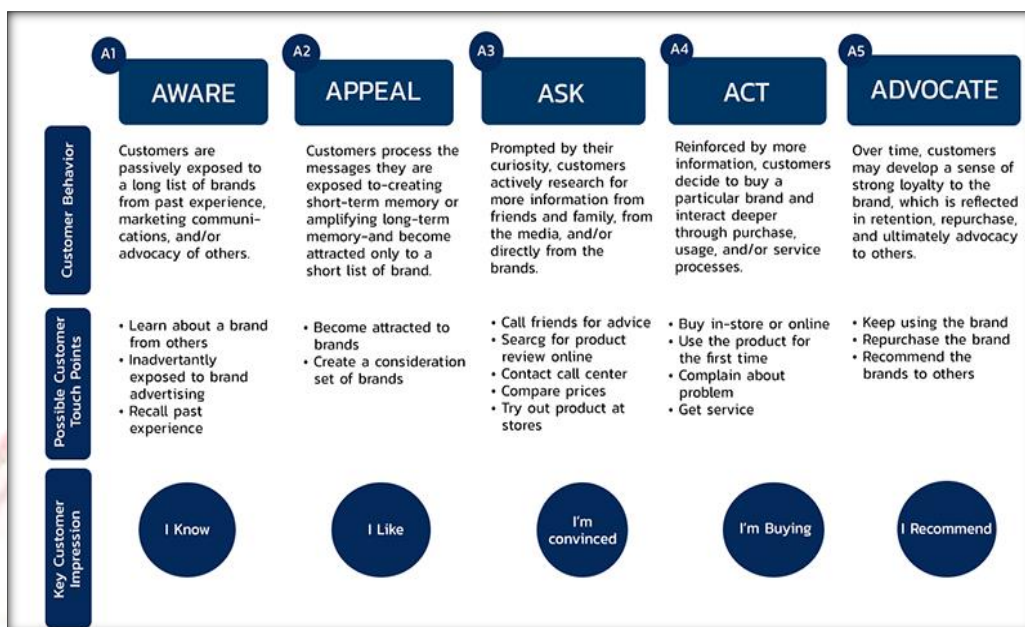 A1
AWARE
A2
APPEAL
A3
ASK
A4
ACT
A5
ADVOCATE
Customer Behavior
Customers are
passively exposed to
a long list of brands
from past experience,
marketing communi-
cations, and/or
advocacy of others.
Customers process the
messages they are
exposed to-creating
short-term memory or
amplifying long-term
memory-and become
attracted only to a
short list of brand.
Prompted by their
curiosity, customers
actively research for
more information from
friends and family, from
the media, and/or
directly from the
brands.
Reinforced by more
information, customers
decide to buy a
particular brand and
interact deeper
through purchase,
usage, and/or service
processes.
Over time, customers
may develop a sense of
strong loyalty to the
brand, which is reflected
in retention, repurchase,
and ultimately advocacy
to others.
Possible Customer
Touch Points
• Learn about a brand
from others
• Inadvertantly
exposed to brand
advertising
• Recall past
experience
• Become attracted to
brands
• Create a consideration
set of brands
• Call friends for advice
• Searcg for product
review online
• Contact call center
• Compare prices
• Try out product at
stores
• Buy in-store or online
• Use the product for
the first time
• Complain about
problem
• Get service
• Keep using the brand
• Repurchase the brand
• Recommend the
brands to others
Key Customer
Impression
I Know
I Like
I'm
convinced
I'm Buying
I Recommend